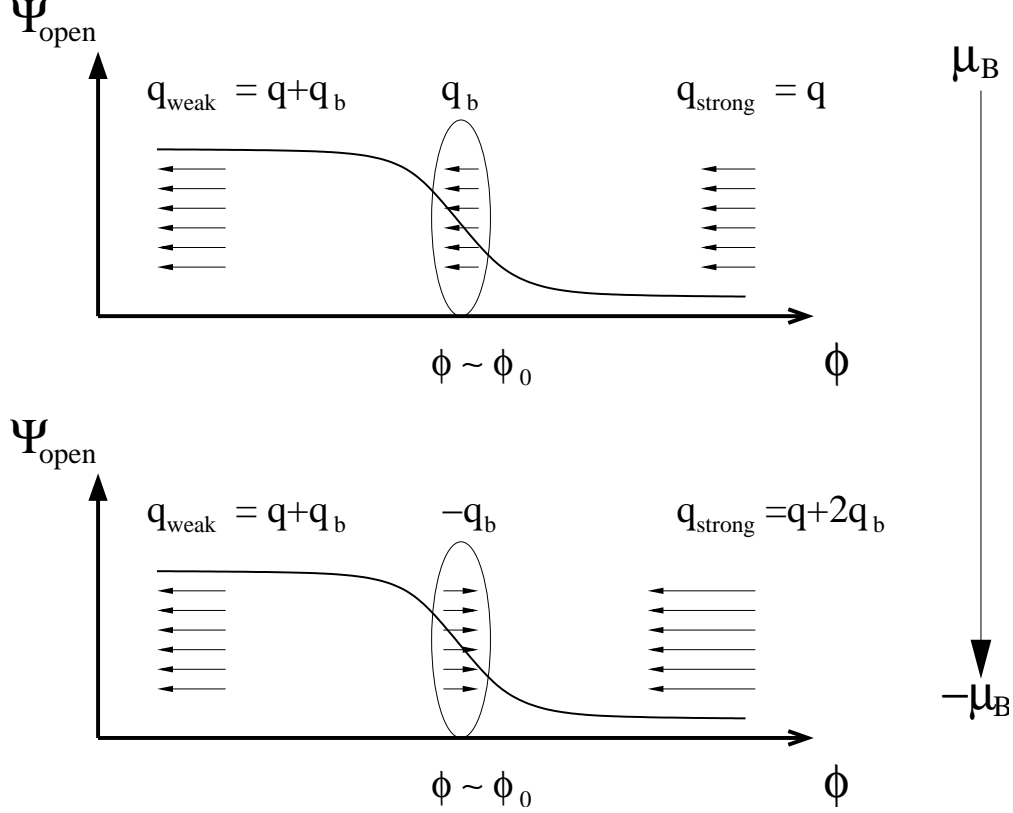 Ψopen
μB
qweak = q+qb
qb
qstrong = q
ϕ ~ ϕ0
ϕ
Ψopen
qweak = q+qb
−qb
qstrong =q+2qb
−μB
ϕ ~ ϕ0
ϕ